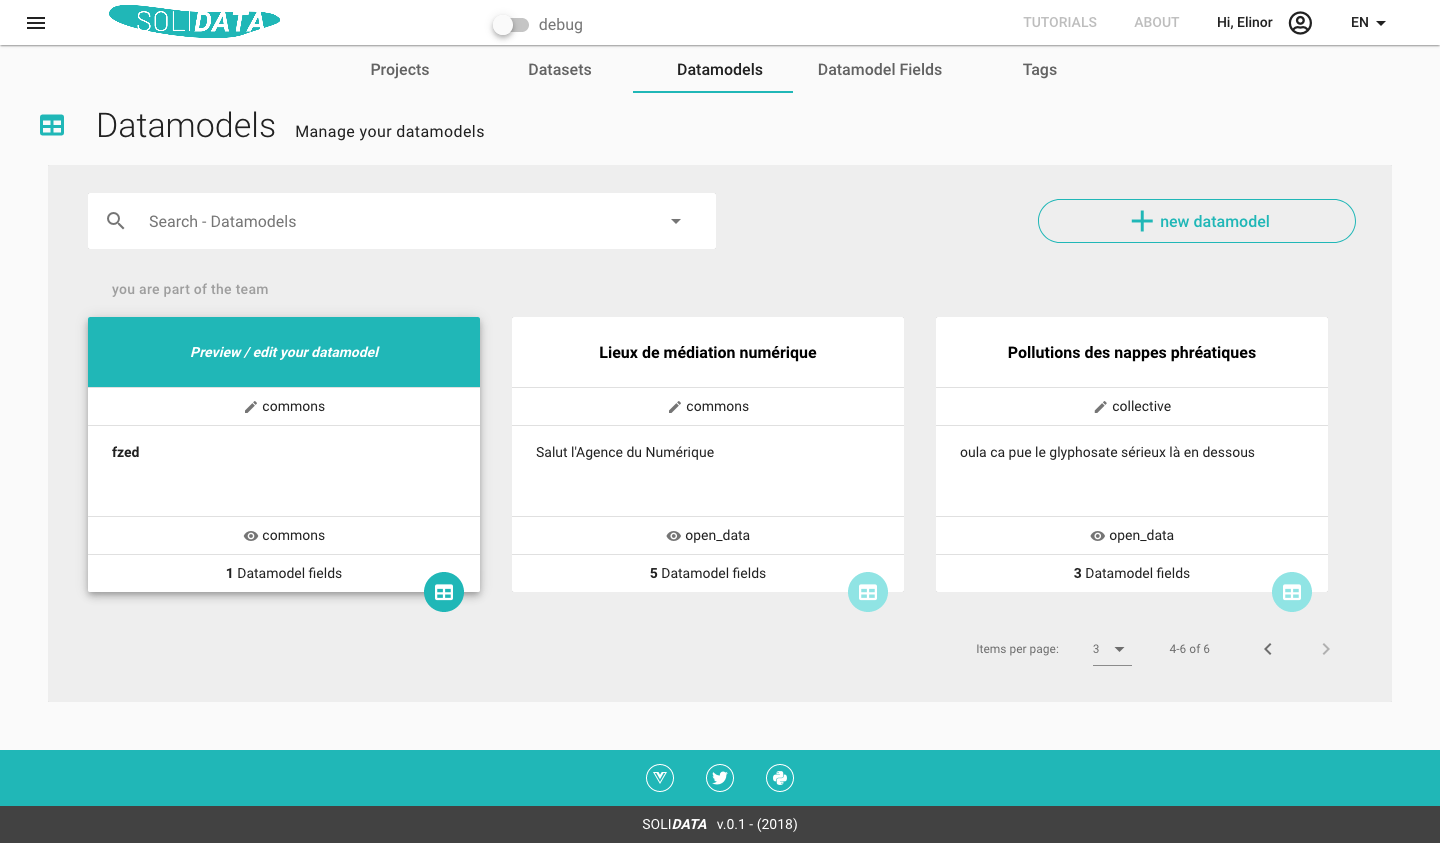 SOLIDATA
debug
TUTORIALS
ABOUT
Hi, Elinor
EN
Projects
Datasets
Datamodels
Datamodel Fields
Tags
Datamodels
Manage your datamodels
Search - Datamodels
new datamodel
you are part of the team
Preview / edit your datamodel
commons
fzed
commons
1 Datamodel fields
Lieux de médiation numérique
commons
Salut l'Agence du Numérique
open_data
5 Datamodel fields
Pollutions des nappes phréatiques
collective
oula ca pue le glyphosate sérieux là en dessous
open_data
3 Datamodel fields
Items per page:
3
4-6 of 6
SOLIDATA v.0.1 - (2018)